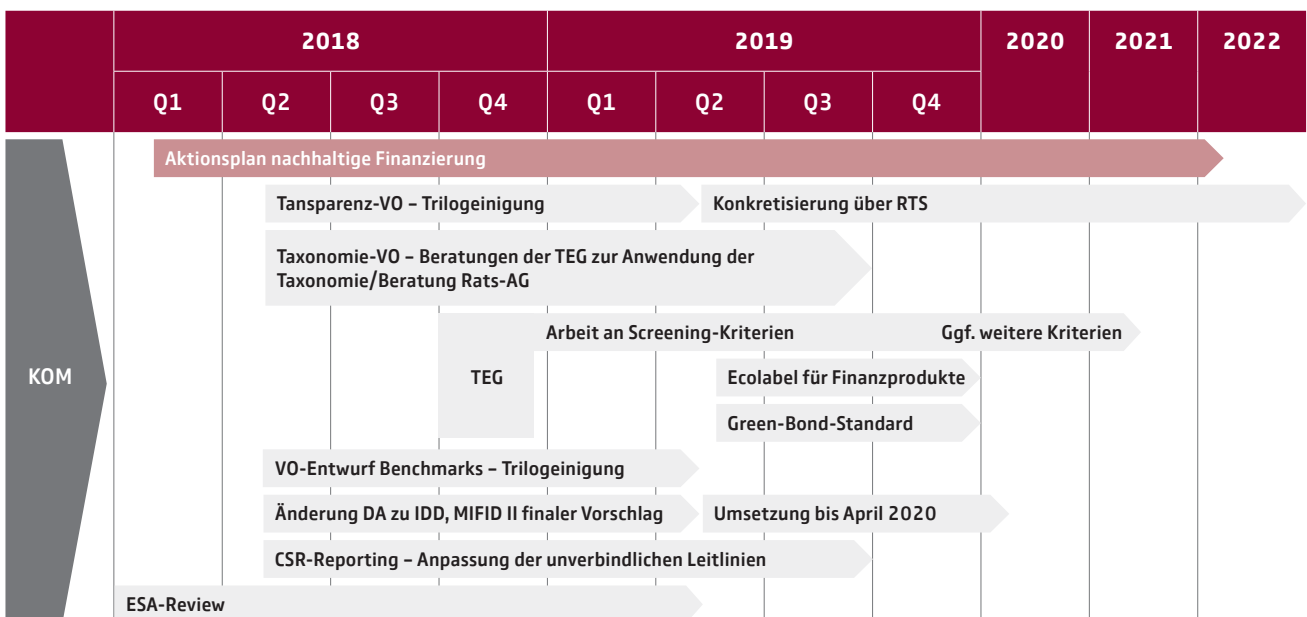 2018 2019 2020 2021 2022
Q1 Q2 Q3 Q4 Q1 Q2 Q3 Q4
Aktionsplan nachhaltige Finanzierung
Tansparenz-VO – Trilogeinigung Konkretisierung über RTS
Taxonomie-VO – Beratungen der TEG zur Anwendung der
Taxonomie/Beratung Rats-AG
Arbeit an Screening-Kriterien Ggf. weitere Kriterien
KOM TEG Ecolabel für Finanzprodukte
Green-Bond-Standard
VO-Entwurf Benchmarks – Trilogeinigung
Änderung DA zu IDD, MIFID II finaler Vorschlag Umsetzung bis April 2020
CSR-Reporting – Anpassung der unverbindlichen Leitlinien
ESA-Review